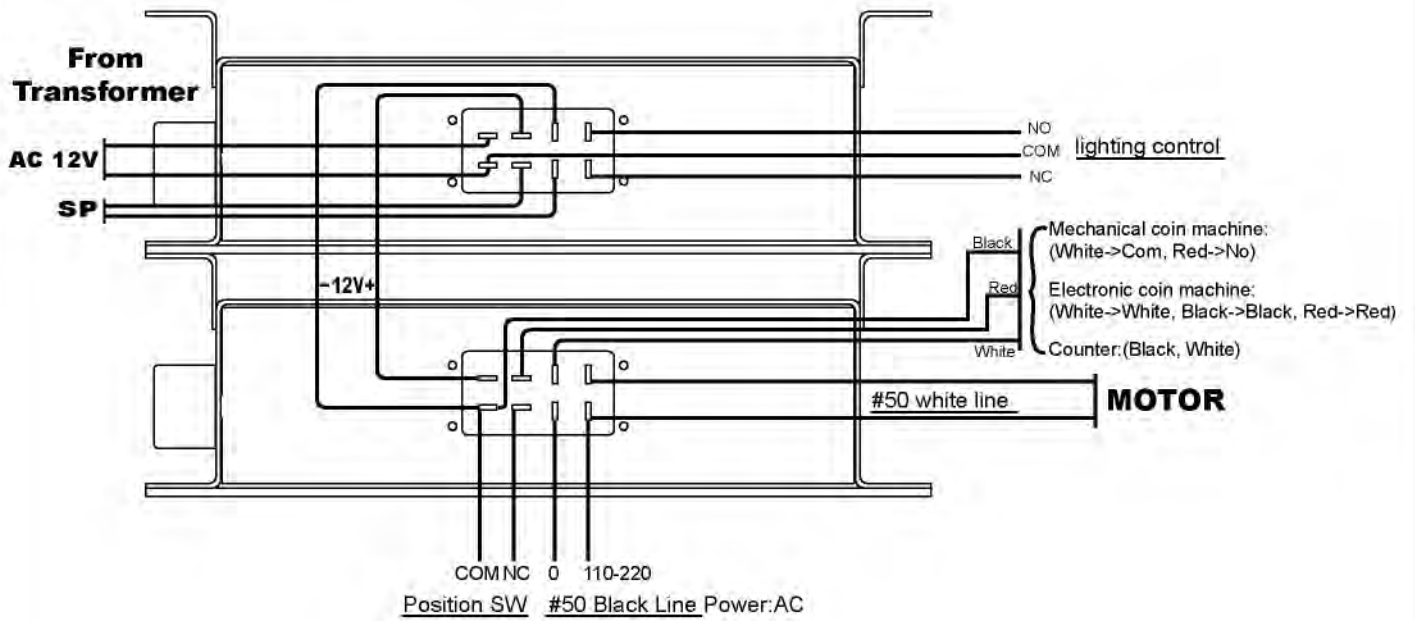 From
Transformer
AC 12V
SP
NO
COM
lighting control
NC
Black
Mechanical coin machine:
(White->Com, Red->No)
−12V+
Red
Electronic coin machine:
(White->White, Black->Black, Red->Red)
White
Counter:(Black, White)
#50 white line
MOTOR
COM NC 0 110-220
Position SW #50 Black Line Power:AC